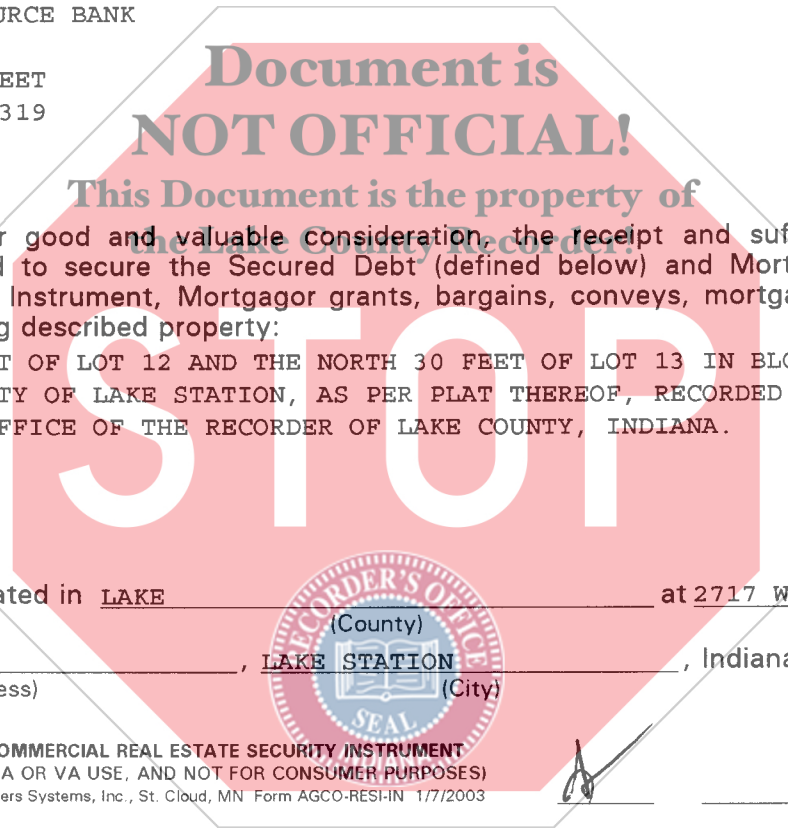 URCE BANK
EET
319
Document is
NOT OFFICIAL!
This Document is the property of
the Lake County Recorder!
r good and valuable consideration, the receipt and suf
d to secure the Secured Debt (defined below) and Mort
Instrument, Mortgagor grants, bargains, conveys, mortga
g described property:
T OF LOT 12 AND THE NORTH 30 FEET OF LOT 13 IN BLO
TY OF LAKE STATION, AS PER PLAT THEREOF, RECORDED
FFICE OF THE RECORDER OF LAKE COUNTY, INDIANA.
STOP
ated in LAKE at 2717 W
(County)
, LAKE STATION , Indiana
ess) (City)
RECORDER'S OFFICE
SEAL
INDIANA
OMMERCIAL REAL ESTATE SECURITY INSTRUMENT
A OR VA USE, AND NOT FOR CONSUMER PURPOSES)
ers Systems, Inc., St. Cloud, MN Form AGCO-RESI-IN 1/7/2003